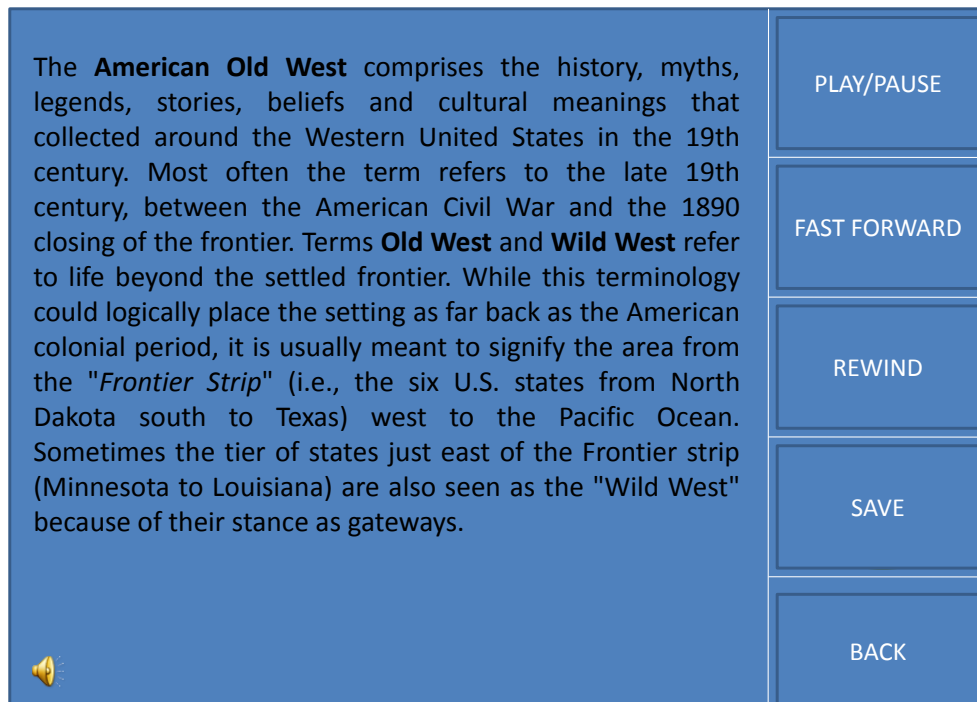 The American Old West comprises the history, myths,
legends, stories, beliefs and cultural meanings that
collected around the Western United States in the 19th
century. Most often the term refers to the late 19th
century, between the American Civil War and the 1890
closing of the frontier. Terms Old West and Wild West refer
to life beyond the settled frontier. While this terminology
could logically place the setting as far back as the American
colonial period, it is usually meant to signify the area from
the "Frontier Strip" (i.e., the six U.S. states from North
Dakota south to Texas) west to the Pacific Ocean.
Sometimes the tier of states just east of the Frontier strip
(Minnesota to Louisiana) are also seen as the "Wild West"
because of their stance as gateways.
PLAY/PAUSE
FAST FORWARD
REWIND
SAVE
BACK